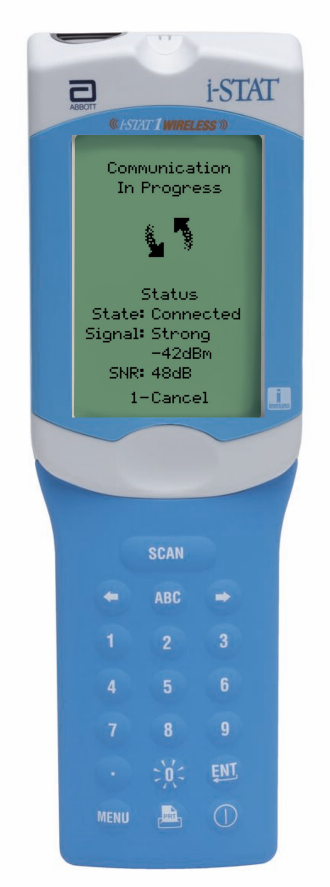 ABBOTT
i-STAT
i-STAT 1 WIRELESS
Communication
In Progress
Status
State: Connected
Signal: Strong
-42dBm
SNR: 48dB
1-Cancel
SCAN
ABC
1 2 3
4 5 6
7 8 9
. 0 ENT
MENU PRT